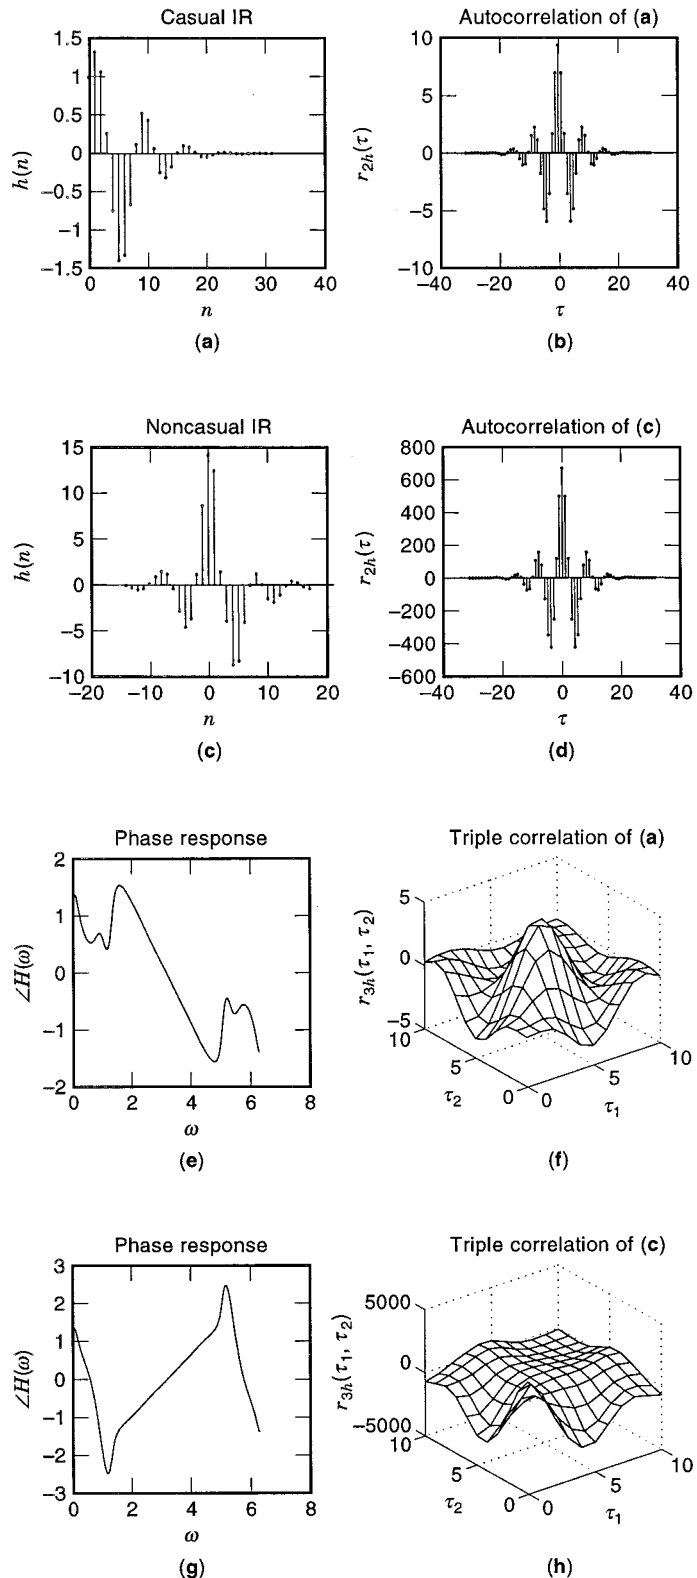 Casual IR
1.5
1
0.5
0
−0.5
−1
−1.5
h(n)
0 10 20 30 40
n
(a)
Autocorrelation of (a)
10
5
0
−5
−10
r2h(τ)
−40 −20 0 20 40
τ
(b)
Noncasual IR
15
10
5
0
−5
−10
h(n)
−20 −10 0 10 20
n
(c)
Autocorrelation of (c)
800
600
400
200
0
−200
−400
−600
r2h(τ)
−40 −20 0 20 40
τ
(d)
Phase response
2
1
0
−1
−2
∠H(ω)
0 2 4 6 8
ω
(e)
Triple correlation of (a)
5
0
−5
r3h(τ1, τ2)
10
5
0
τ2
0
5
10
τ1
(f)
Phase response
3
2
1
0
−1
−2
−3
∠H(ω)
0 2 4 6 8
ω
(g)
Triple correlation of (c)
5000
0
−5000
r3h(τ1, τ2)
10
5
0
τ2
0
5
10
τ1
(h)